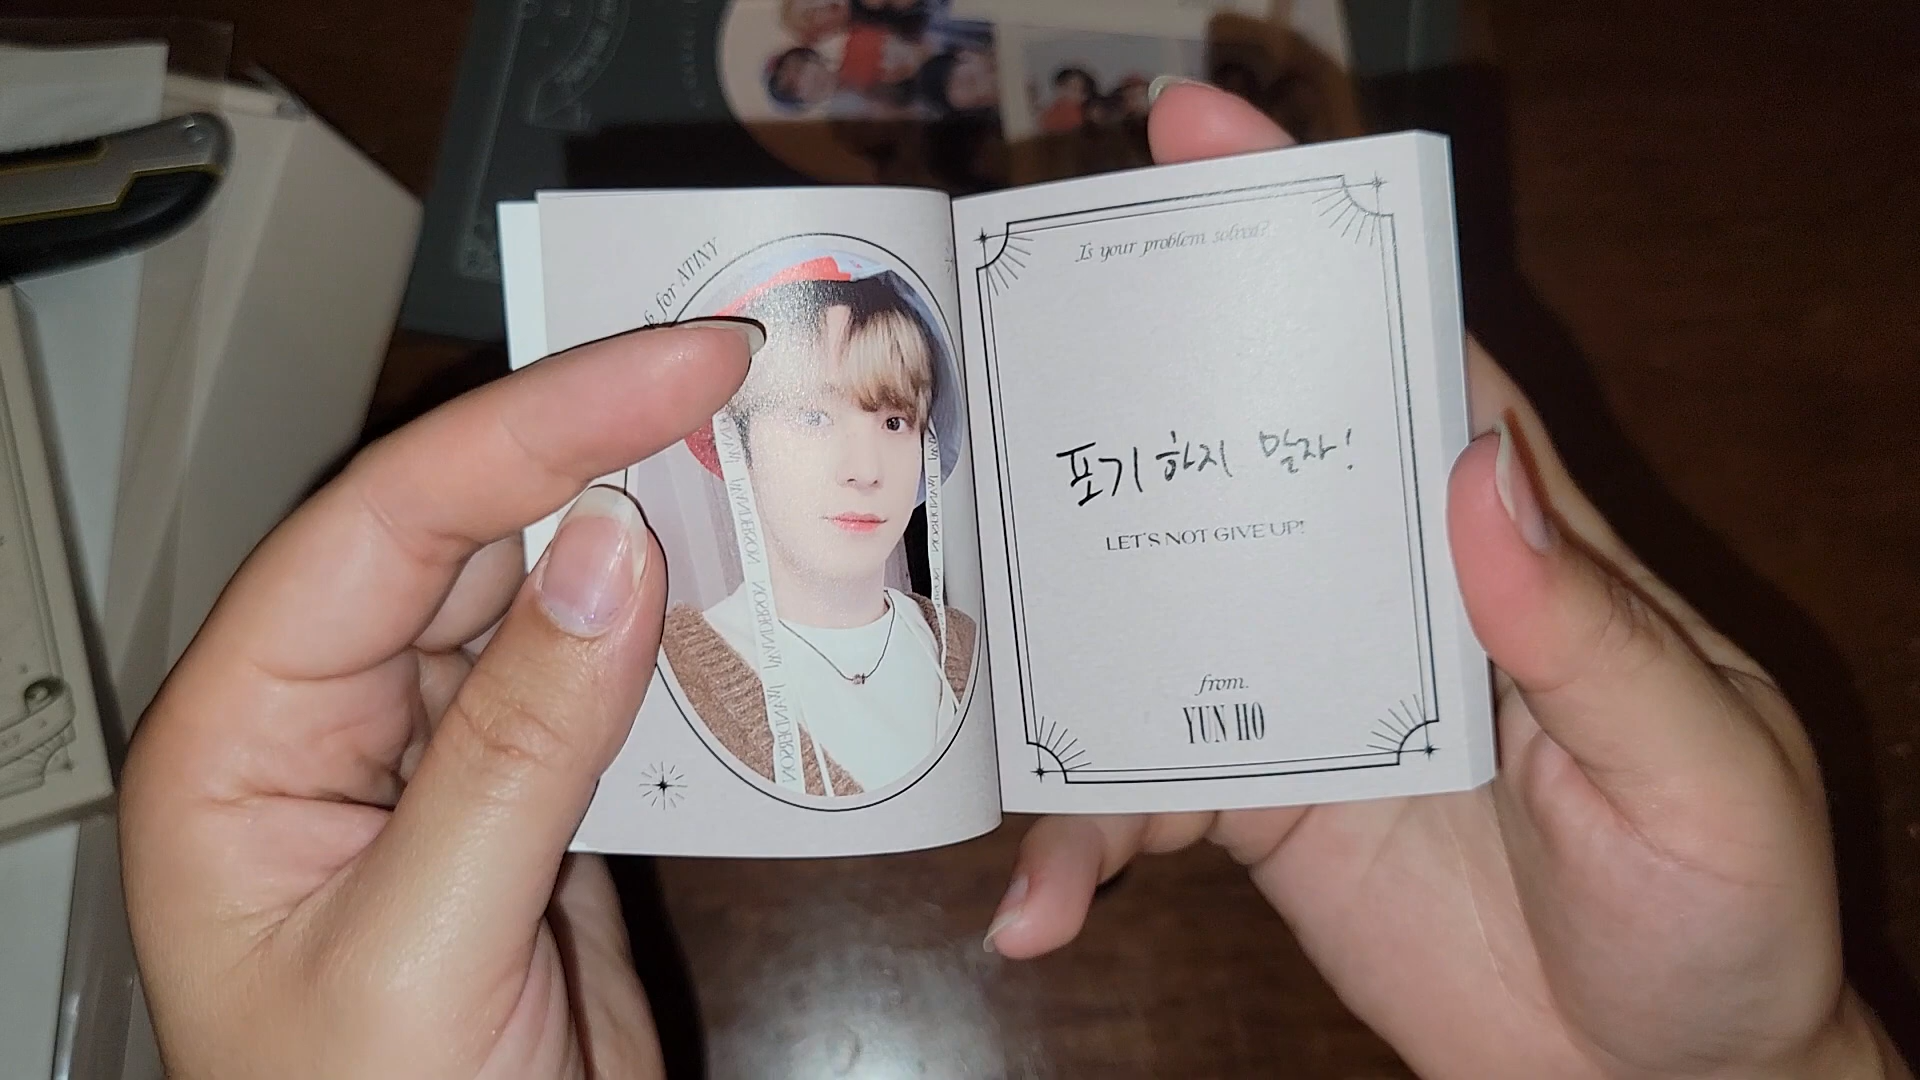 for ATINY
Is your problem solved?
포기하지 말자!
LET'S NOT GIVE UP!
from.
YUN HO